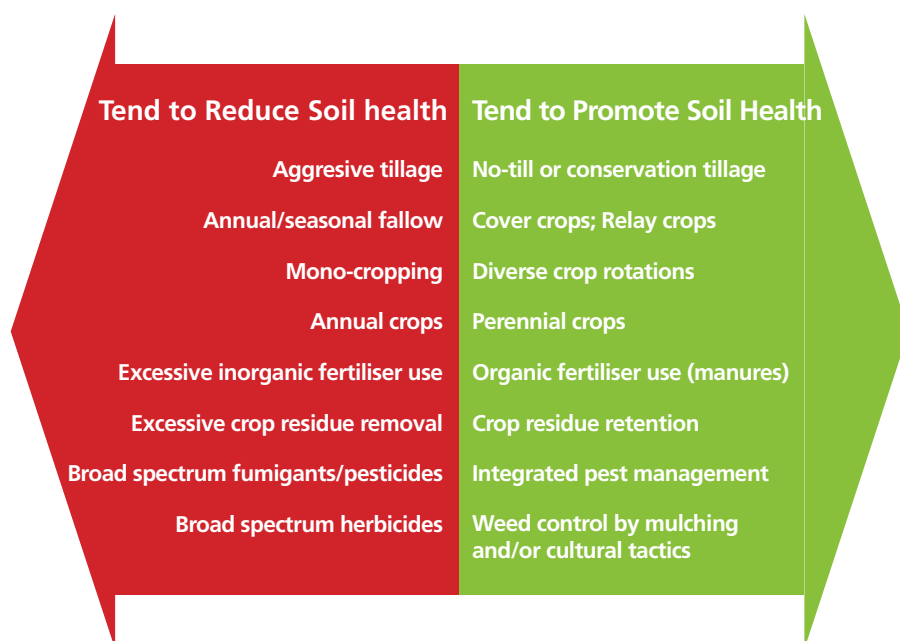 Tend to Reduce Soil health
Tend to Promote Soil Health
Aggresive tillage
No-till or conservation tillage
Annual/seasonal fallow
Cover crops; Relay crops
Mono-cropping
Diverse crop rotations
Annual crops
Perennial crops
Excessive inorganic fertiliser use
Organic fertiliser use (manures)
Excessive crop residue removal
Crop residue retention
Broad spectrum fumigants/pesticides
Integrated pest management
Broad spectrum herbicides
Weed control by mulching
and/or cultural tactics